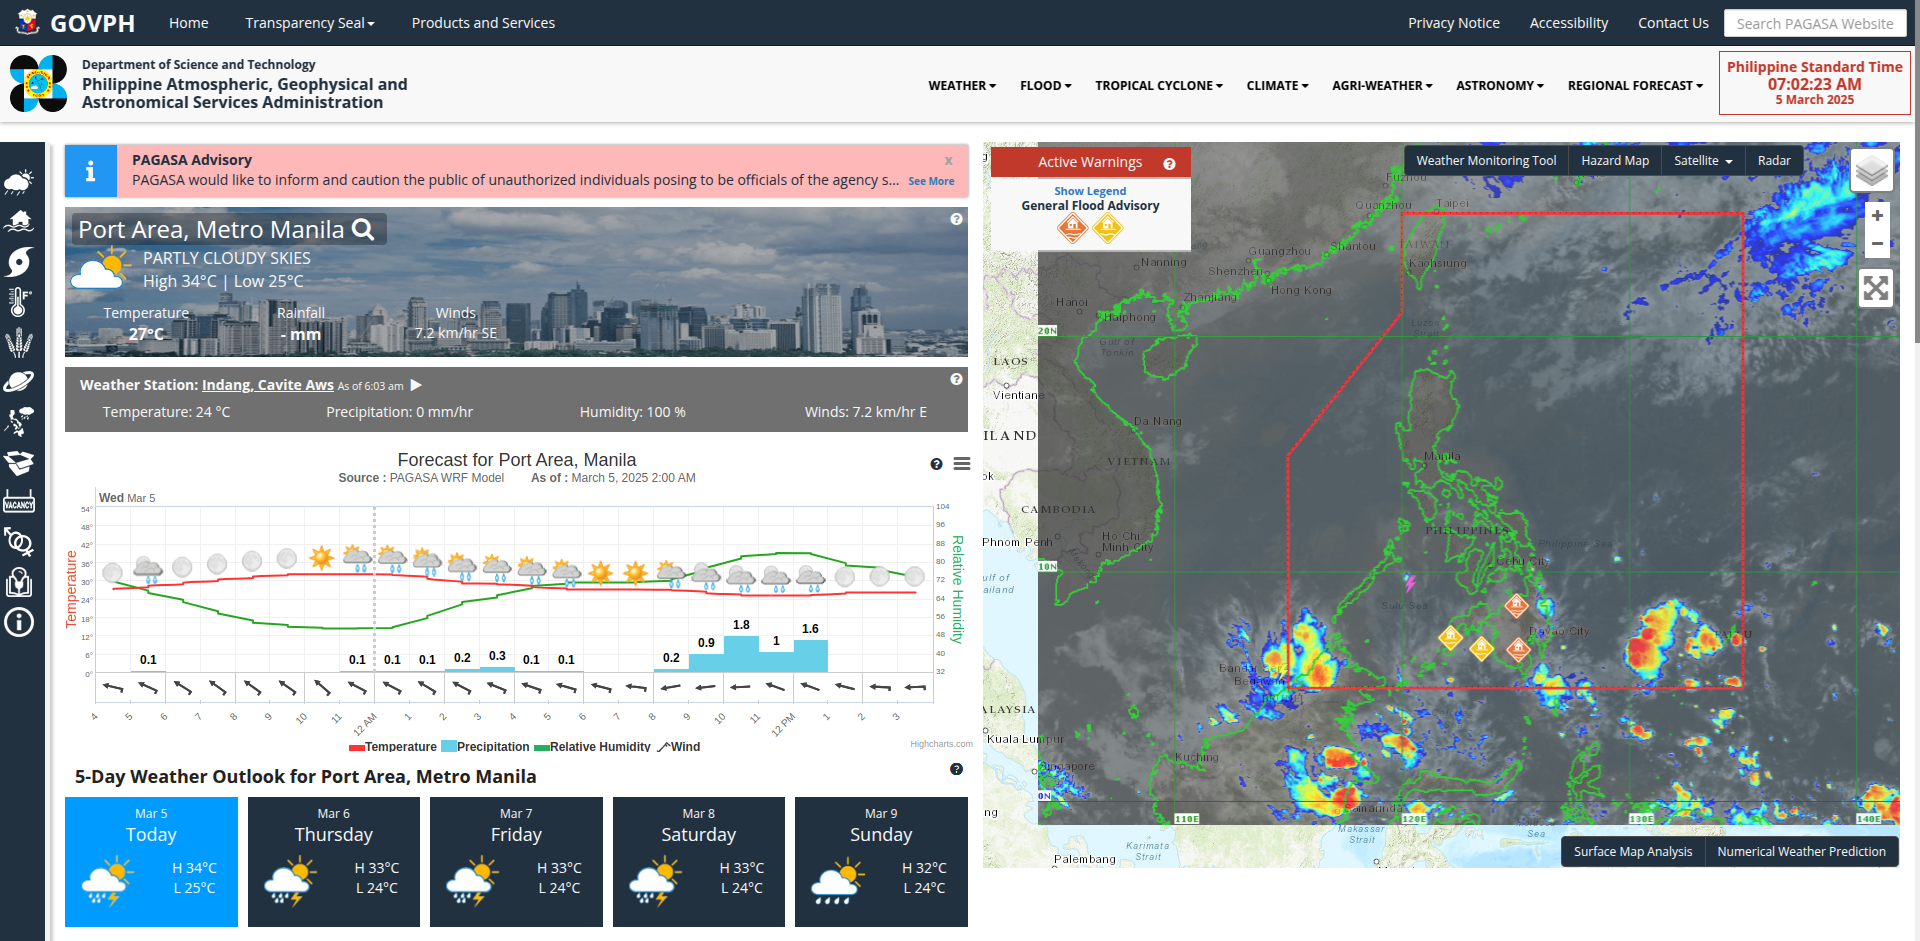 GOVPH
Home
Transparency Seal
Products and Services
Privacy Notice
Accessibility
Contact Us
Search PAGASA Website
Department of Science and Technology
Philippine Atmospheric, Geophysical and
Astronomical Services Administration
WEATHER
FLOOD
TROPICAL CYCLONE
CLIMATE
AGRI-WEATHER
ASTRONOMY
REGIONAL FORECAST
Philippine Standard Time
07:02:23 AM
5 March 2025
PAGASA Advisory
x
PAGASA would like to inform and caution the public of unauthorized individuals posing to be officials of the agency s... See More
Port Area, Metro Manila
PARTLY CLOUDY SKIES
High 34°C | Low 25°C
Temperature
27°C
Rainfall
- mm
Winds
7.2 km/hr SE
Weather Station: Indang, Cavite Aws As of 6:03 am
Temperature: 24 °C
Precipitation: 0 mm/hr
Humidity: 100 %
Winds: 7.2 km/hr E
Forecast for Port Area, Manila
Source : PAGASA WRF Model As of : March 5, 2025 2:00 AM
Wed Mar 5
Temperature
54°
48°
42°
36°
30°
24°
18°
12°
6°
0°
104
96
88
80
72
64
56
48
40
32
Relative Humidity
0.1
0.1
0.1
0.1
0.2
0.3
0.1
0.1
0.2
0.9
1.8
1
1.6
4
5
6
7
8
9
10
11
12 AM
1
2
3
4
5
6
7
8
9
10
11
12 PM
1
2
3
Temperature
Precipitation
Relative Humidity
Wind
Highcharts.com
5-Day Weather Outlook for Port Area, Metro Manila
Mar 5
Today
H 34°C
L 25°C
Mar 6
Thursday
H 33°C
L 24°C
Mar 7
Friday
H 33°C
L 24°C
Mar 8
Saturday
H 33°C
L 24°C
Mar 9
Sunday
H 32°C
L 24°C
VACANCY
Active Warnings
Show Legend
General Flood Advisory
Weather Monitoring Tool
Hazard Map
Satellite
Radar
+
−
Fuzhou
Quanzhou
Taipei
Shantou
TAIWAN
Guangzhou
Kaohsiung
Nanning
Shenzhen
Hong Kong
Zhanjiang
Hanoi
Haiphong
20N
Luzon
Strait
Gulf of
Tonkin
LAOS
Vientiane
Da Nang
ILAND
Manila
VIETNAM
ok
CAMBODIA
PHILIPPINES
Phnom Penh
Ho Chi
Minh City
Philippine Sea
Cebu City
10N
ulf of
ailand
Sulu Sea
Davao City
PALAU
Bandar Seri
Begawan
ALAYSIA
Kuala Lumpur
Kuching
Singapore
0N
Samarinda
ng
110E
120E
130E
140E
Makassar
Strait
Sea
Karimata
Strait
Palembang
Surface Map Analysis
Numerical Weather Prediction